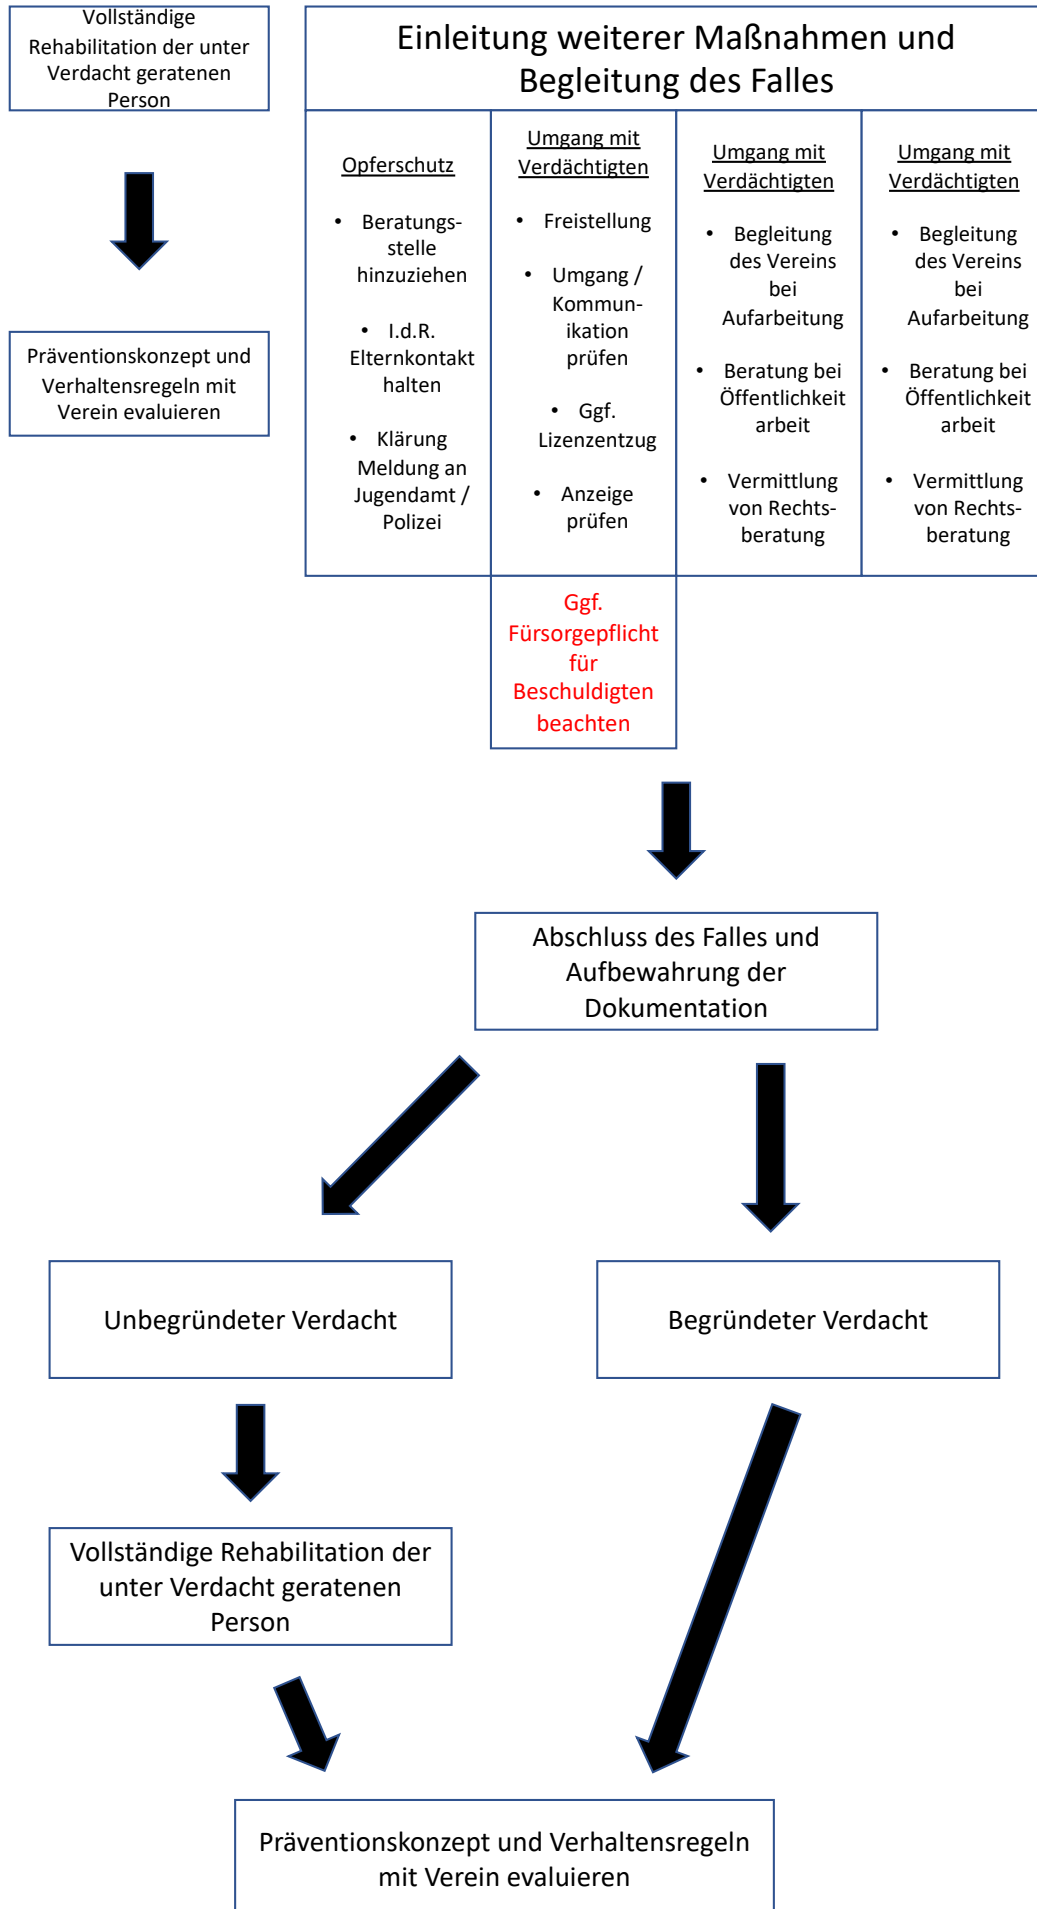 Vollständige
Rehabilitation der unter
Verdacht geratenen
Person
Präventionskonzept und
Verhaltensregeln mit
Verein evaluieren
Einleitung weiterer Maßnahmen und
Begleitung des Falles
Opferschutz
• Beratungs-
stelle
hinzuziehen
• I.d.R.
Elternkontakt
halten
• Klärung
Meldung an
Jugendamt /
Polizei
Umgang mit
Verdächtigten
• Freistellung
• Umgang /
Kommun-
ikation
prüfen
• Ggf.
Lizenzentzug
• Anzeige
prüfen
Umgang mit
Verdächtigten
• Begleitung
des Vereins
bei
Aufarbeitung
• Beratung bei
Öffentlichkeit
arbeit
• Vermittlung
von Rechts-
beratung
Umgang mit
Verdächtigten
• Begleitung
des Vereins
bei
Aufarbeitung
• Beratung bei
Öffentlichkeit
arbeit
• Vermittlung
von Rechts-
beratung
Ggf.
Fürsorgepflicht
für
Beschuldigten
beachten
Abschluss des Falles und
Aufbewahrung der
Dokumentation
Unbegründeter Verdacht
Begründeter Verdacht
Vollständige Rehabilitation der
unter Verdacht geratenen
Person
Präventionskonzept und Verhaltensregeln
mit Verein evaluieren